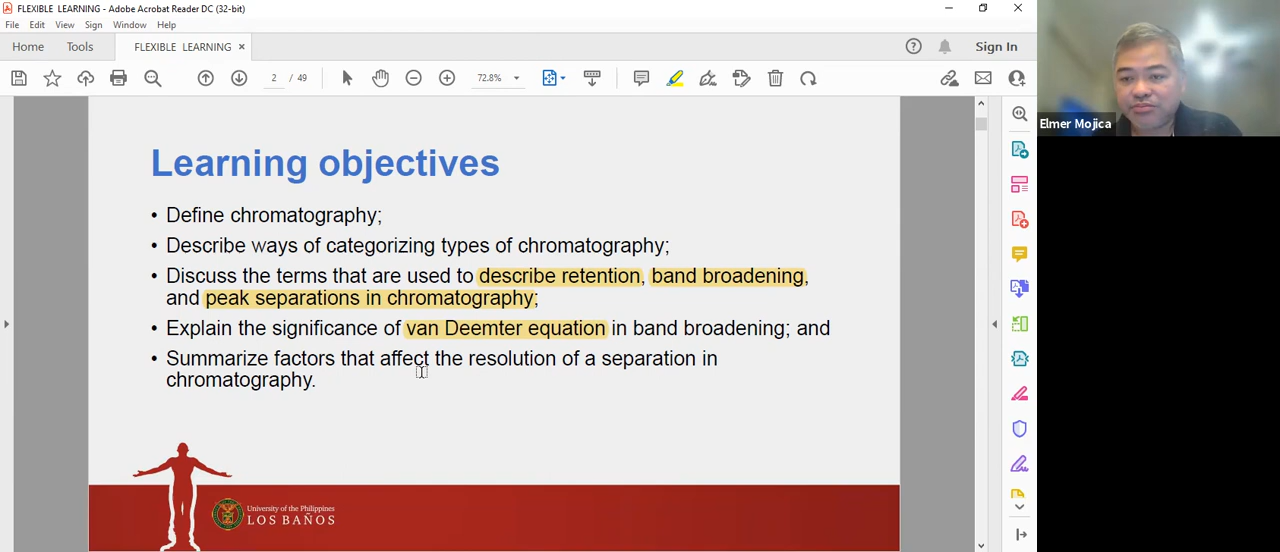 FLEXIBLE LEARNING - Adobe Acrobat Reader DC (32-bit)
File Edit View Sign Window Help
Home Tools FLEXIBLE LEARNING × Sign In
2 / 49 72.8%
Elmer Mojica
Learning objectives
• Define chromatography;
• Describe ways of categorizing types of chromatography;
• Discuss the terms that are used to describe retention, band broadening,
and peak separations in chromatography;
• Explain the significance of van Deemter equation in band broadening; and
• Summarize factors that affect the resolution of a separation in
chromatography.
University of the Philippines
LOS BAÑOS